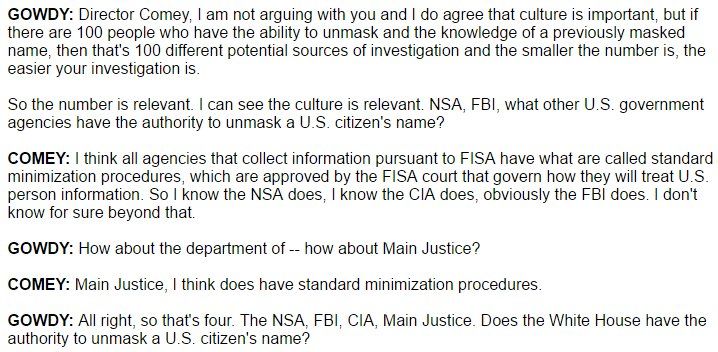 GOWDY: Director Comey, I am not arguing with you and I do agree that culture is important, but if
there are 100 people who have the ability to unmask and the knowledge of a previously masked
name, then that's 100 different potential sources of investigation and the smaller the number is, the
easier your investigation is.
So the number is relevant. I can see the culture is relevant. NSA, FBI, what other U.S. government
agencies have the authority to unmask a U.S. citizen's name?
COMEY: I think all agencies that collect information pursuant to FISA have what are called standard
minimization procedures, which are approved by the FISA court that govern how they will treat U.S.
person information. So I know the NSA does, I know the CIA does, obviously the FBI does. I don't
know for sure beyond that.
GOWDY: How about the department of -- how about Main Justice?
COMEY: Main Justice, I think does have standard minimization procedures.
GOWDY: All right, so that's four. The NSA, FBI, CIA, Main Justice. Does the White House have the
authority to unmask a U.S. citizen's name?